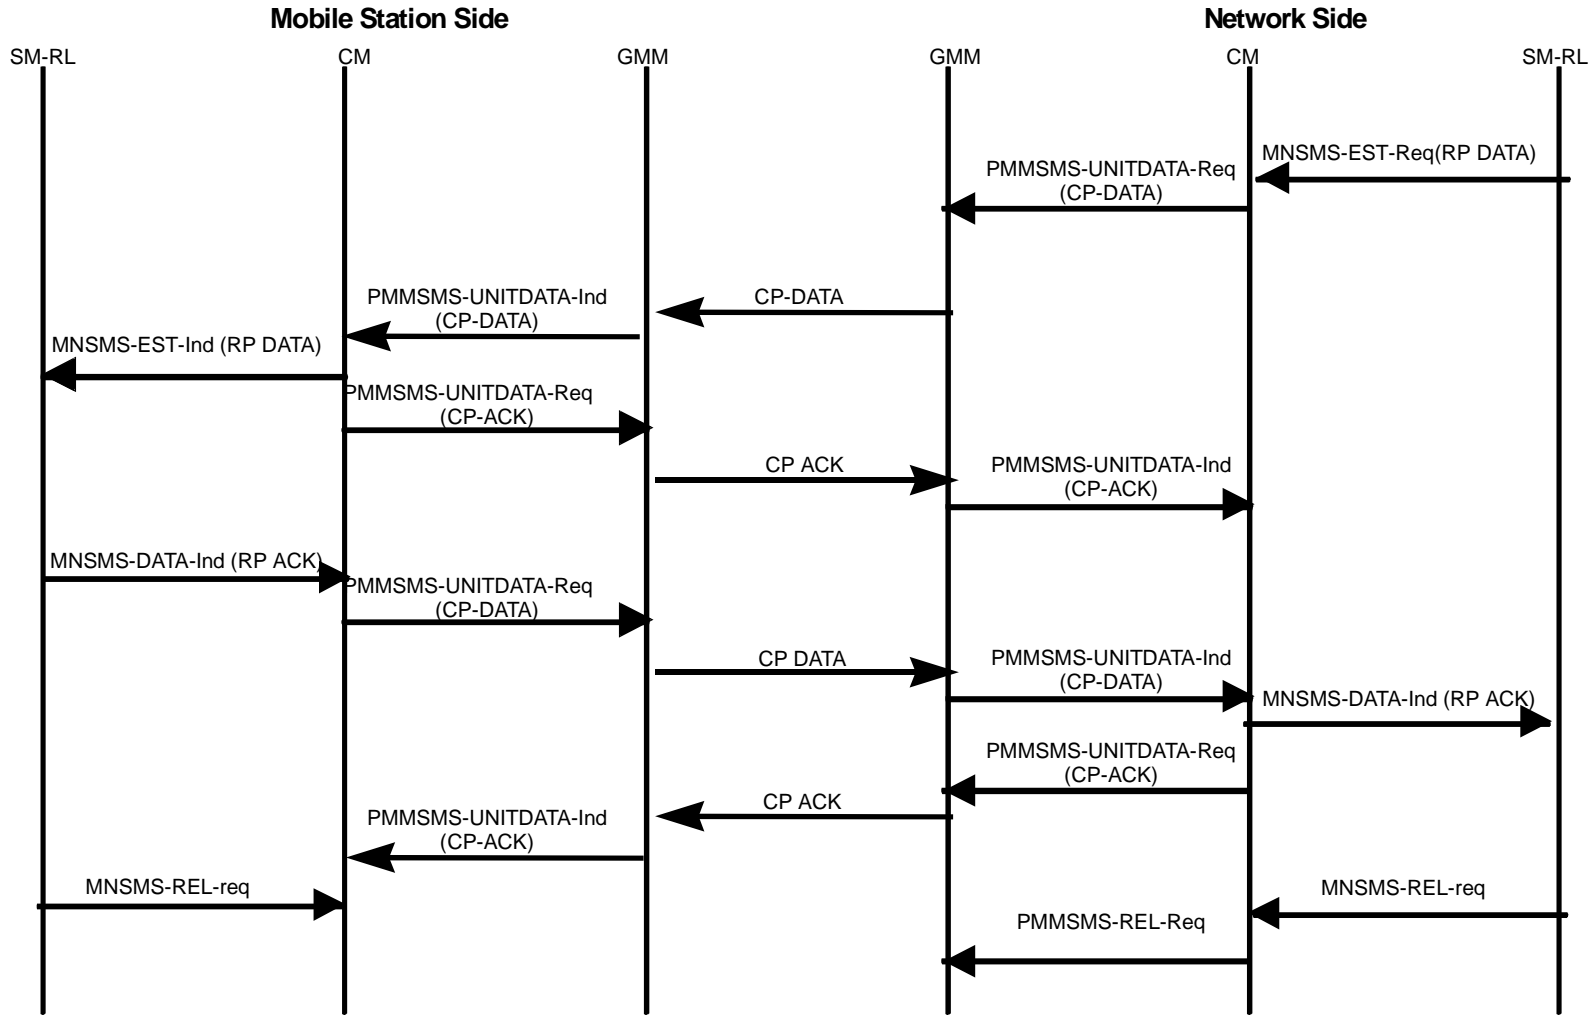 Mobile Station Side
Network Side
SM-RL
CM
GMM
GMM
CM
SM-RL
MNSMS-EST-Req(RP DATA)
PMMSMS-UNITDATA-Req
(CP-DATA)
CP-DATA
PMMSMS-UNITDATA-Ind
(CP-DATA)
MNSMS-EST-Ind (RP DATA)
PMMSMS-UNITDATA-Req
(CP-ACK)
CP ACK
PMMSMS-UNITDATA-Ind
(CP-ACK)
MNSMS-DATA-Ind (RP ACK)
PMMSMS-UNITDATA-Req
(CP-DATA)
CP DATA
PMMSMS-UNITDATA-Ind
(CP-DATA)
MNSMS-DATA-Ind (RP ACK)
PMMSMS-UNITDATA-Req
(CP-ACK)
CP ACK
PMMSMS-UNITDATA-Ind
(CP-ACK)
MNSMS-REL-req
MNSMS-REL-req
PMMSMS-REL-Req